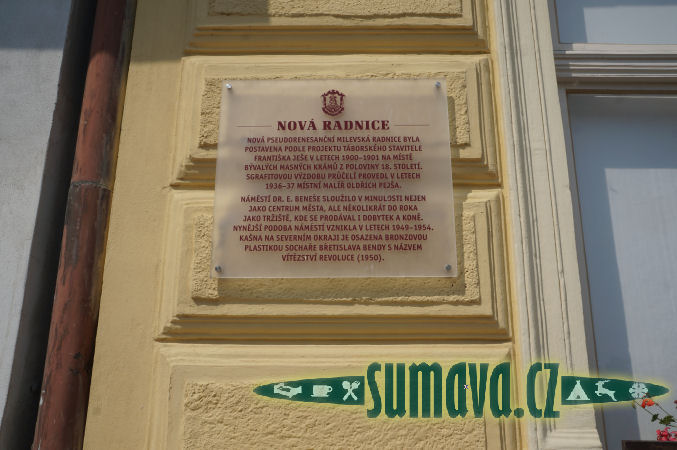 NOVÁ RADNICE
NOVÁ PSEUDORENESANČNÍ MILEVSKÁ RADNICE BYLA
POSTAVENA PODLE PROJEKTU TÁBORSKÉHO STAVITELE
FRANTIŠKA JEŠE V LETECH 1900–1901 NA MÍSTĚ
BÝVALÝCH MASNÝCH KRÁMŮ Z POLOVINY 18. STOLETÍ.
SGRAFITOVOU VÝZDOBU PRŮČELÍ PROVEDL V LETECH
1936–37 MÍSTNÍ MALÍŘ OLDŘICH PEJŠA.
NÁMĚSTÍ DR. E. BENEŠE SLOUŽILO V MINULOSTI NEJEN
JAKO CENTRUM MĚSTA, ALE NĚKOLIKRÁT DO ROKA
JAKO TRŽIŠTĚ, KDE SE PRODÁVAL I DOBYTEK A KONĚ.
NYNĚJŠÍ PODOBA NÁMĚSTÍ VZNIKLA V LETECH 1949–1954.
KAŠNA NA SEVERNÍM OKRAJI JE OSAZENA BRONZOVOU
PLASTIKOU SOCHAŘE BŘETISLAVA BENDY S NÁZVEM
VÍTĚZSTVÍ REVOLUCE (1950).
sumava.cz